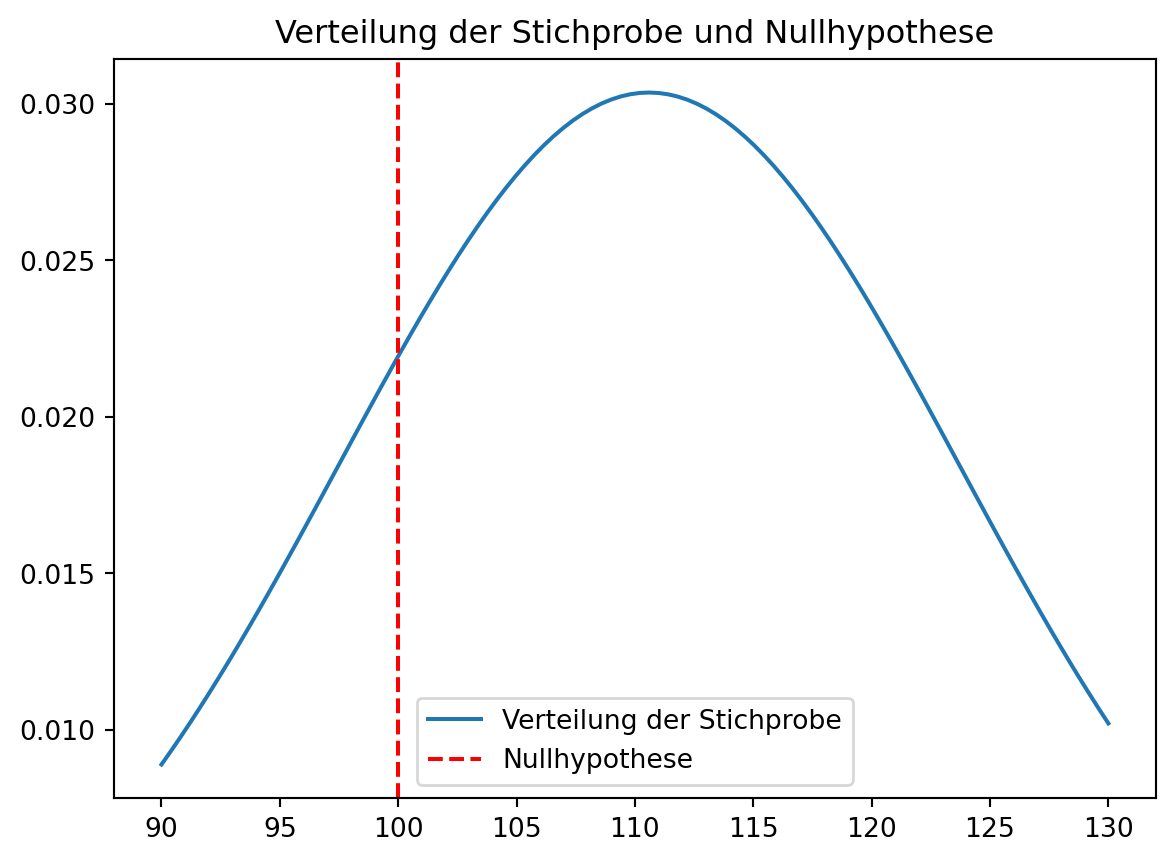 Verteilung der Stichprobe und Nullhypothese
0.030
0.025
0.020
0.015
0.010
Verteilung der Stichprobe
Nullhypothese
90 95 100 105 110 115 120 125 130